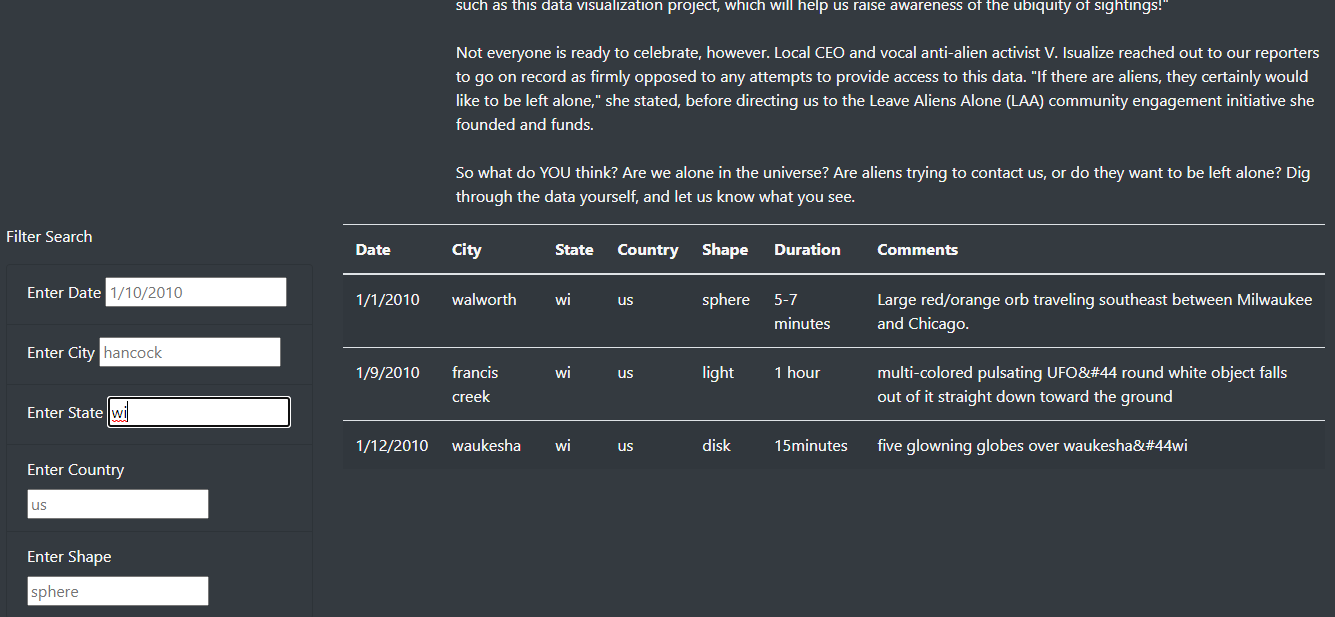 such as this data visualization project, which will help us raise awareness of the ubiquity of sightings!"
Not everyone is ready to celebrate, however. Local CEO and vocal anti-alien activist V. Isualize reached out to our reporters
to go on record as firmly opposed to any attempts to provide access to this data. "If there are aliens, they certainly would
like to be left alone," she stated, before directing us to the Leave Aliens Alone (LAA) community engagement initiative she
founded and funds.
So what do YOU think? Are we alone in the universe? Are aliens trying to contact us, or do they want to be left alone? Dig
through the data yourself, and let us know what you see.
Filter Search
Enter Date 1/10/2010
Enter City hancock
Enter State wi
Enter Country
us
Enter Shape
sphere
Date City State Country Shape Duration Comments
1/1/2010 walworth wi us sphere 5-7 Large red/orange orb traveling southeast between Milwaukee
minutes and Chicago.
1/9/2010 francis wi us light 1 hour multi-colored pulsating UFO&#44 round white object falls
creek out of it straight down toward the ground
1/12/2010 waukesha wi us disk 15minutes five glowning globes over waukesha&#44wi